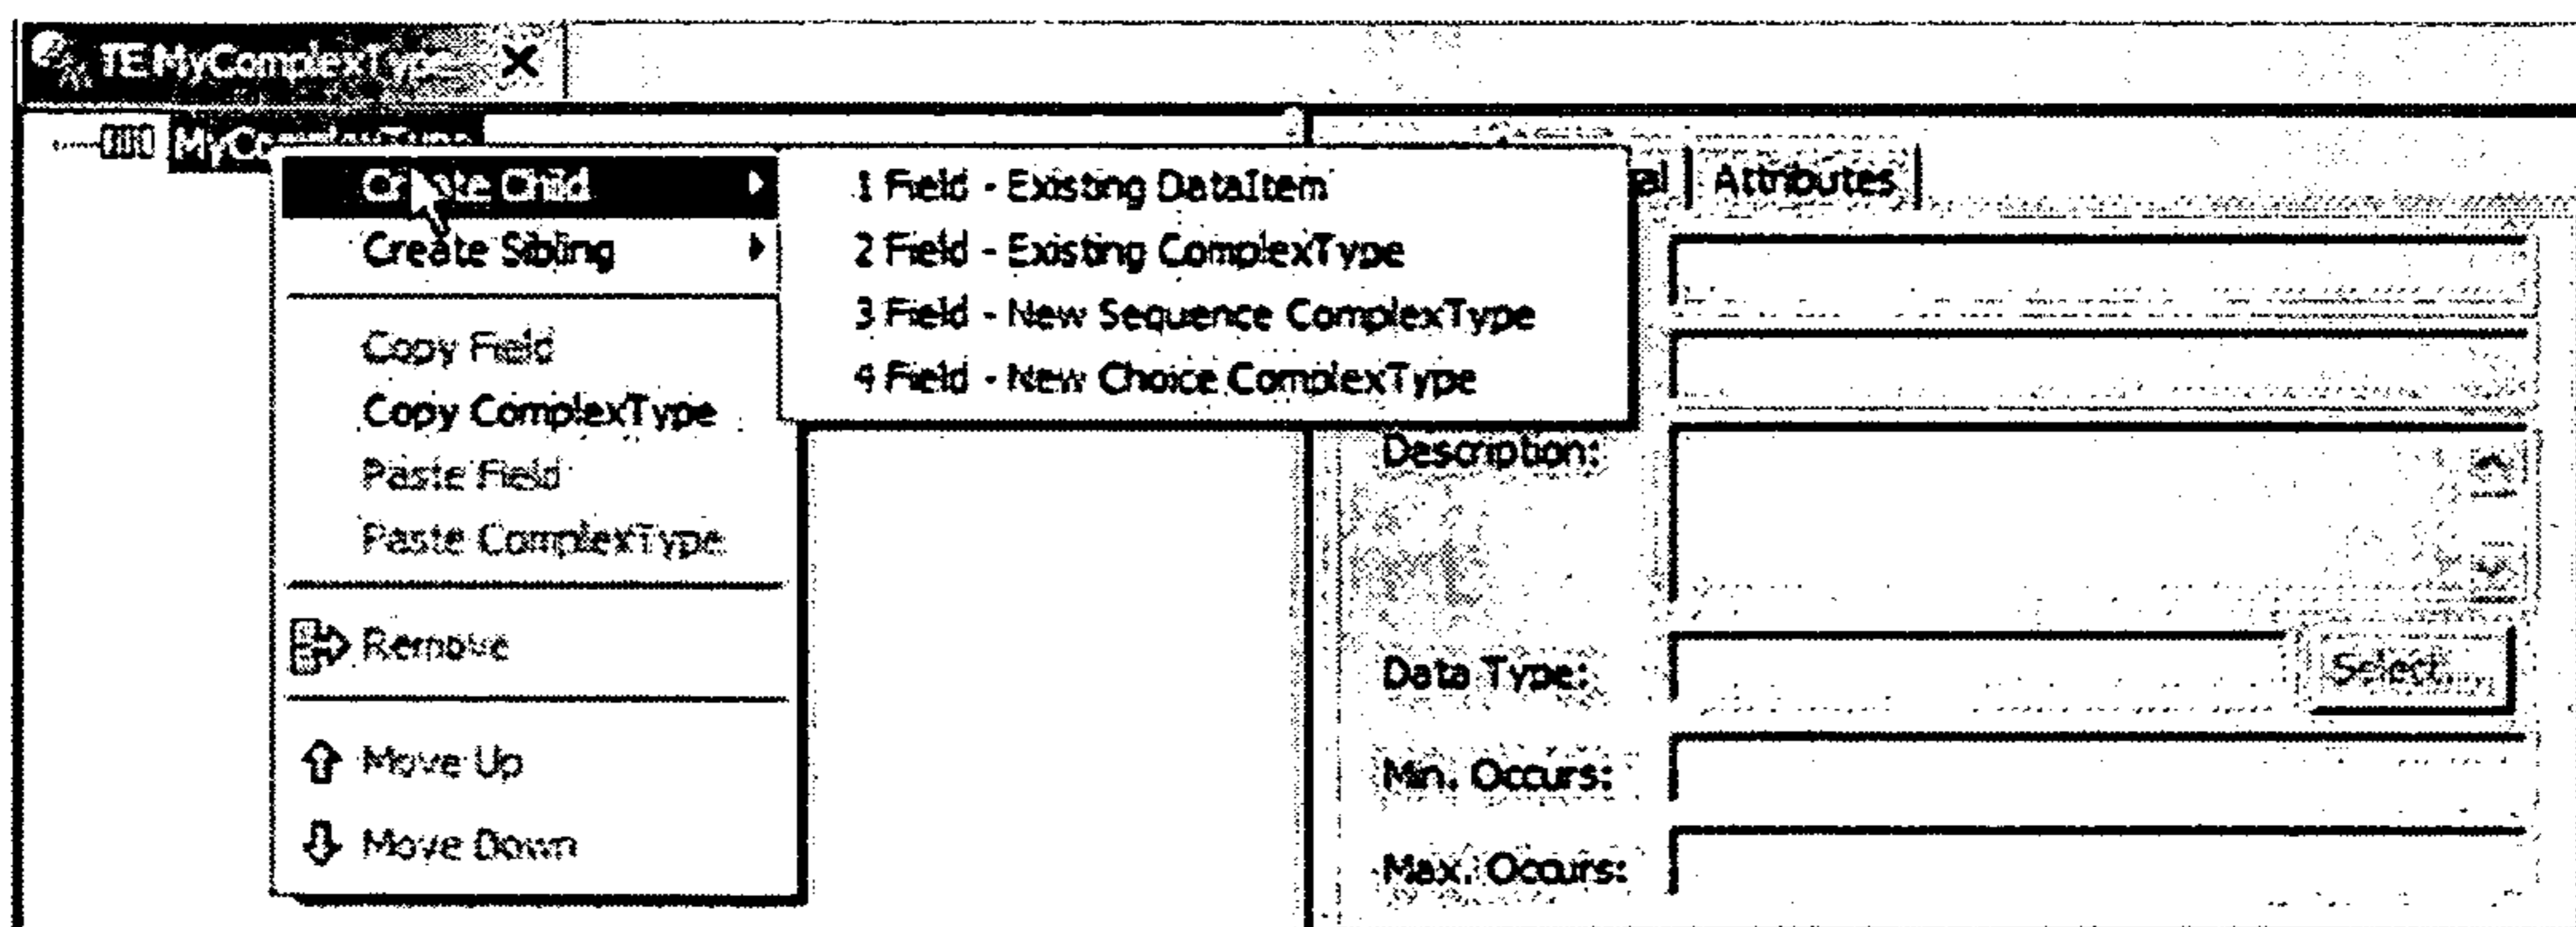 TE MyComplexType
Create Child
Create Sibling
Copy Field
Copy ComplexType
Paste Field
Paste ComplexType
Remove
Move Up
Move Down
1 Field - Existing DataItem
2 Field - Existing ComplexType
3 Field - New Sequence ComplexType
4 Field - New Choice ComplexType
Attributes
Description:
Data Type:
Select...
Min. Occurs:
Max. Occurs: